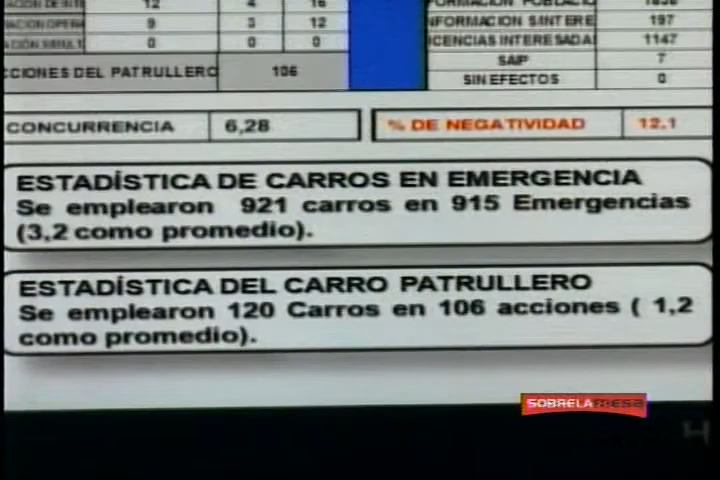 12 4 16
9 3 12
0 0 0
CCIONES DEL PATRULLERO 106
NFORMACION SINTERE 197
ICENCIAS INTERESADA 1147
SAIP 7
SIN EFECTOS 0
CONCURRENCIA 6,28
% DE NEGATIVIDAD 12,1
ESTADÍSTICA DE CARROS EN EMERGENCIA
Se emplearon 921 carros en 915 Emergencias
(3,2 como promedio).
ESTADÍSTICA DEL CARRO PATRULLERO
Se emplearon 120 Carros en 106 acciones ( 1,2
como promedio).
SOBRELAmesa